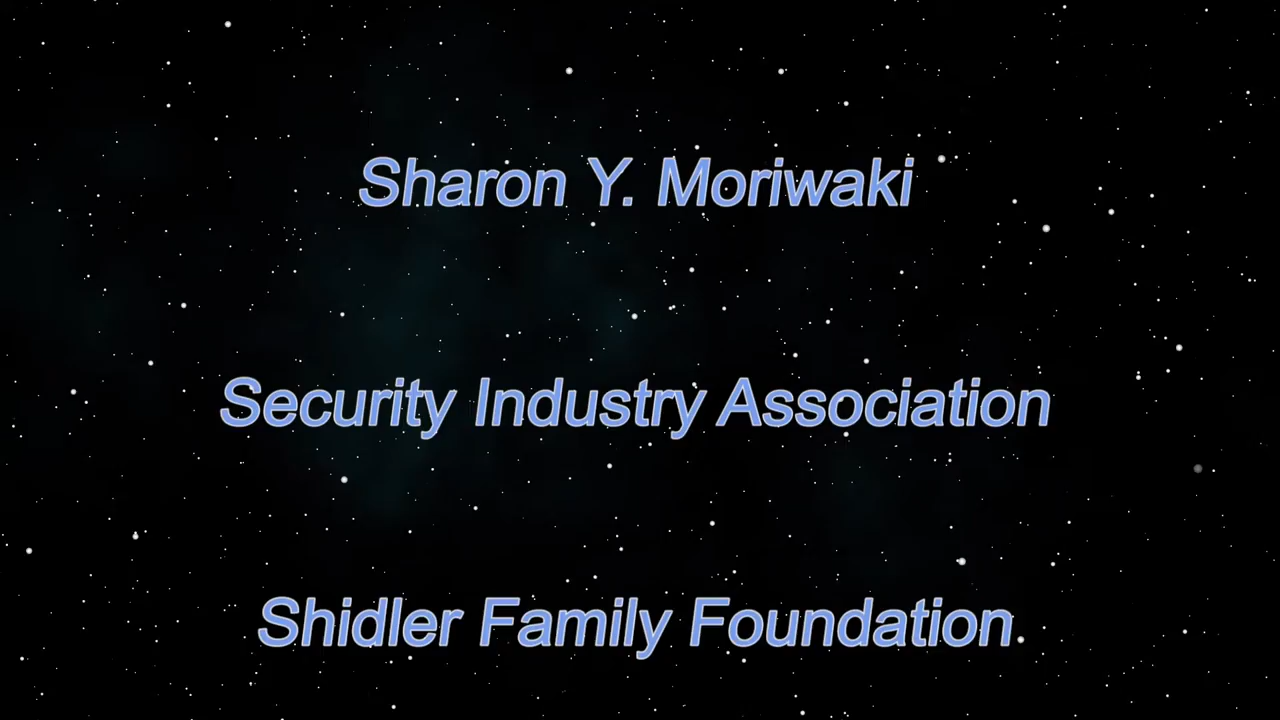 Sharon Y. Moriwaki
Security Industry Association
Shidler Family Foundation